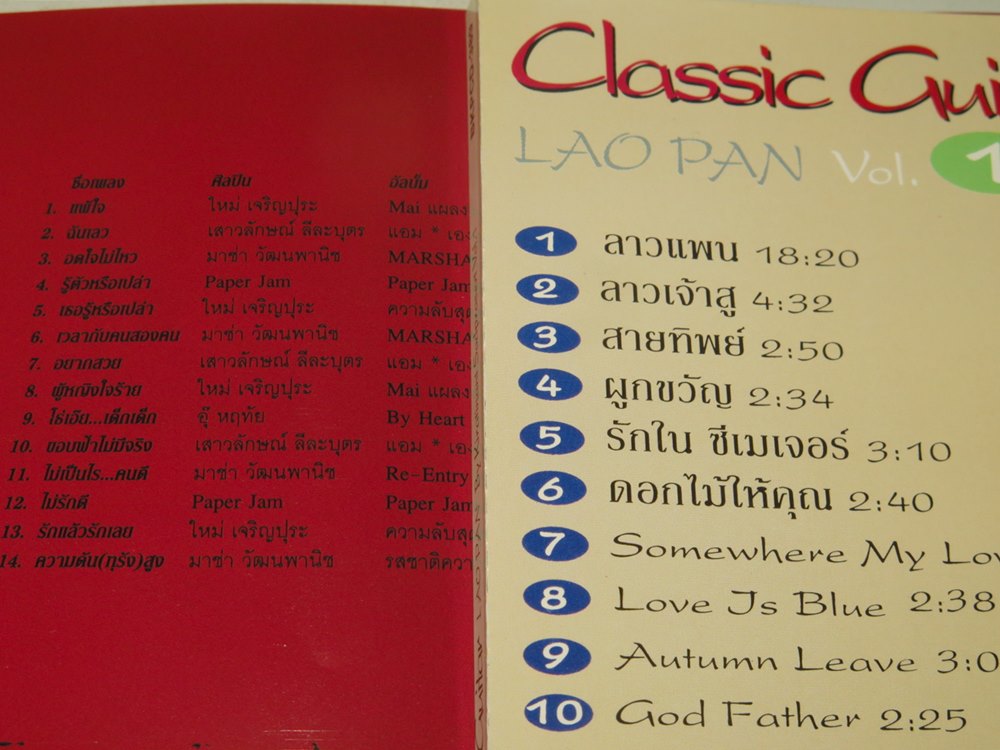 ชื่อเพลง ศิลปิน อัลบั้ม
1. แพ้ใจ ใหม่ เจริญปุระ Mai แผลง
2. ฉันเลว เสาวลักษณ์ ลีละบุตร แอม * เอ
3. อดใจไม่ไหว มาช่า วัฒนพานิช MARSHA
4. รู้ตัวหรือเปล่า Paper Jam Paper Jam
5. เธอรู้หรือเปล่า ใหม่ เจริญปุระ ความลับสุด
6. เวลากับคนสองคน มาช่า วัฒนพานิช MARSHA
7. อยากสวย เสาวลักษณ์ ลีละบุตร แอม * เอ
8. ผู้หญิงใจร้าย ใหม่ เจริญปุระ Mai แผลง
9. โธ่เอ๊ย...เด็กเด็ก อุ๊ หฤทัย By Heart
10. ขอบฟ้าไม่มีจริง เสาวลักษณ์ ลีละบุตร แอม * เอ
11. ไม่เป็นไร...คนดี มาช่า วัฒนพานิช Re-Entry
12. ไม่รักดี Paper Jam Paper Jam
13. รักแล้วรักเลย ใหม่ เจริญปุระ ความลับสุด
14. ความดัน(ทุรัง)สูง มาช่า วัฒนพานิช รสชาติควา
Classic Gui
LAO PAN Vol. 1
1 ลาวแพน 18:20
2 ลาวเจ้าสู 4:32
3 สายทิพย์ 2:50
4 ผูกขวัญ 2:34
5 รักใน ซีเมเจอร์ 3:10
6 ดอกไม้ให้คุณ 2:40
7 Somewhere My Lov
8 Love Is Blue 2:38
9 Autumn Leave 3:0
10 God Father 2:25